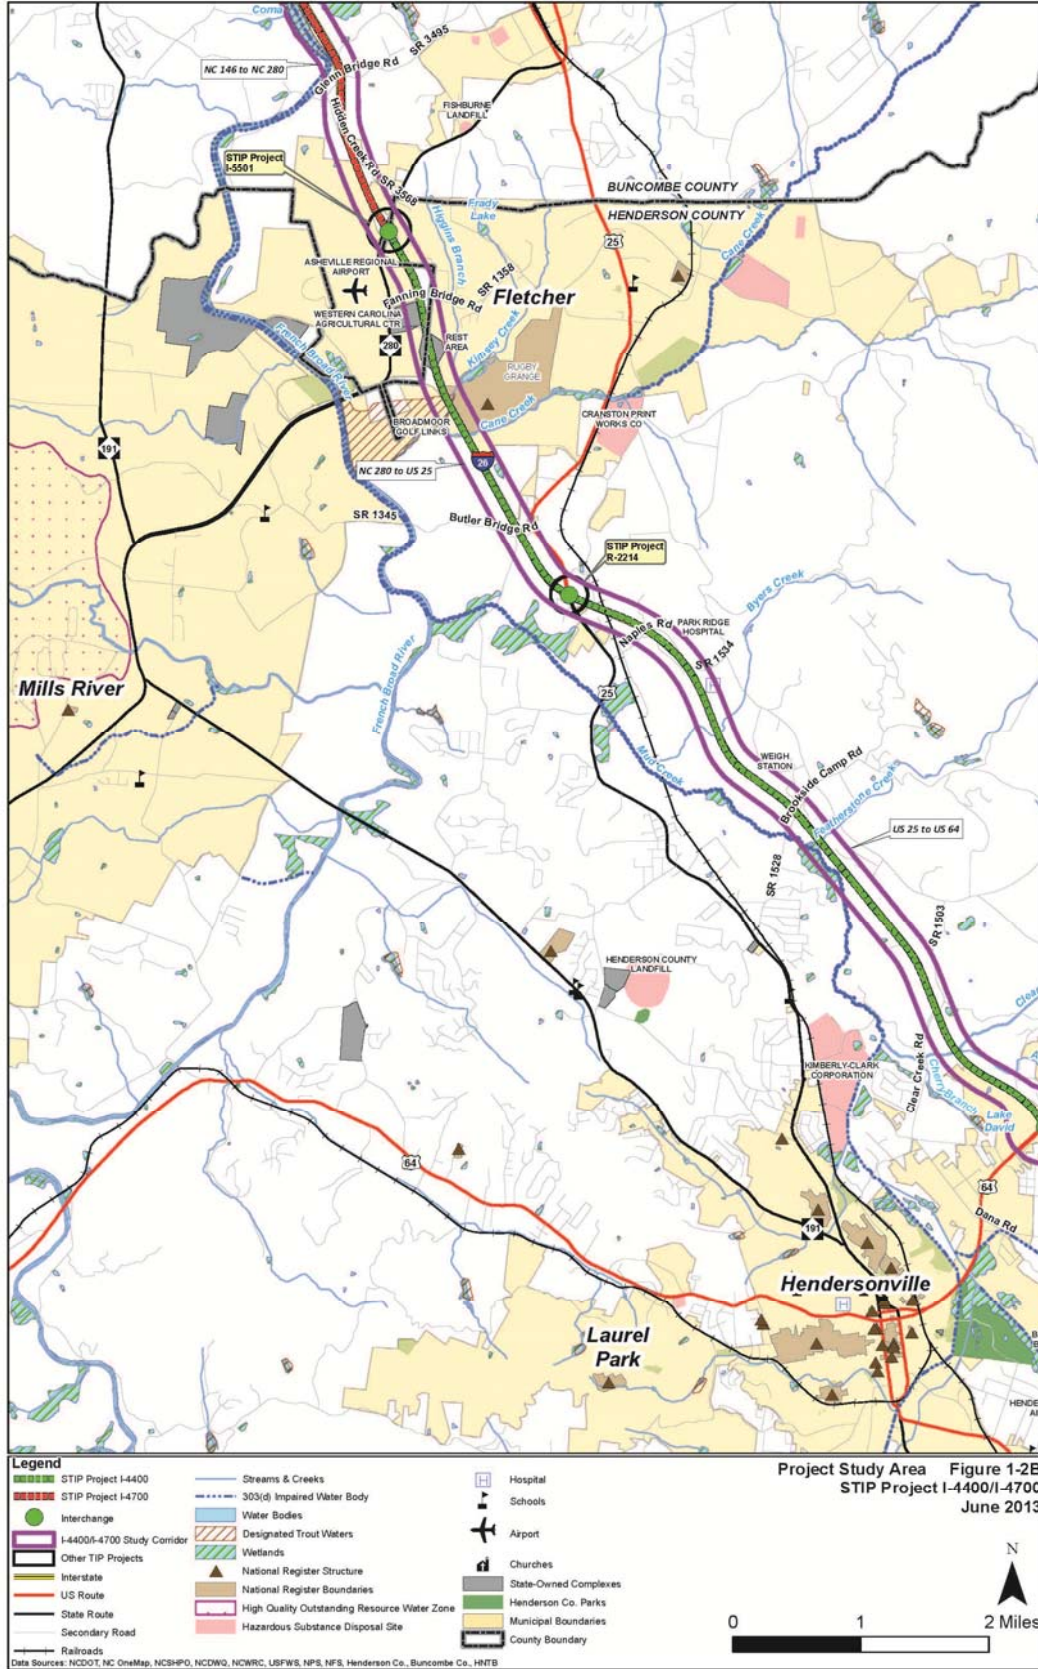 Coma
SR 3495
NC 146 to NC 280
Glenn Bridge Rd
FISHBURNE
LANDFILL
Hidden Creek Rd
SR 3568
STIP Project
I-5501
BUNCOMBE COUNTY
HENDERSON COUNTY
Frady
Lake
Higgins Branch
25
Cane Creek
ASHEVILLE REGIONAL
AIRPORT
SR 1358
Fanning Bridge Rd
Fletcher
WESTERN CAROLINA
AGRICULTURAL CTR
REST
AREA
280
Kimsey Creek
French Broad River
RUGBY
GRANGE
BROADMOOR
GOLF LINKS
Cane Creek
CRANSTON PRINT
WORKS CO
191
NC 280 to US 25
26
SR 1345
Butler Bridge Rd
STIP Project
R-2214
Byers Creek
Naples Rd
PARK RIDGE
HOSPITAL
SR 1534
H
French Broad River
Mills River
25
Mud Creek
WEIGH
STATION
Brookside Camp Rd
Featherstone Creek
US 25 to US 64
SR 1528
SR 1503
HENDERSON COUNTY
LANDFILL
Clear
KIMBERLY-CLARK
CORPORATION
Clear Creek Rd
Cherry Branch
Lake
David
64
64
Dana Rd
191
Hendersonville
H
Laurel
Park
HENDE
Legend
STIP Project I-4400
STIP Project I-4700
Interchange
I-4400/I-4700 Study Corridor
Other TIP Projects
Interstate
US Route
State Route
Secondary Road
Railroads
Streams & Creeks
303(d) Impaired Water Body
Water Bodies
Designated Trout Waters
Wetlands
National Register Structure
National Register Boundaries
High Quality Outstanding Resource Water Zone
Hazardous Substance Disposal Site
H Hospital
Schools
Airport
Churches
State-Owned Complexes
Henderson Co. Parks
Municipal Boundaries
County Boundary
Project Study Area Figure 1-2B
STIP Project I-4400/I-4700
June 2013
N
0 1 2 Miles
Data Sources: NCDOT, NC OneMap, NCSHPO, NCDWQ, NCWRC, USFWS, NPS, NFS, Henderson Co., Buncombe Co., HNTB